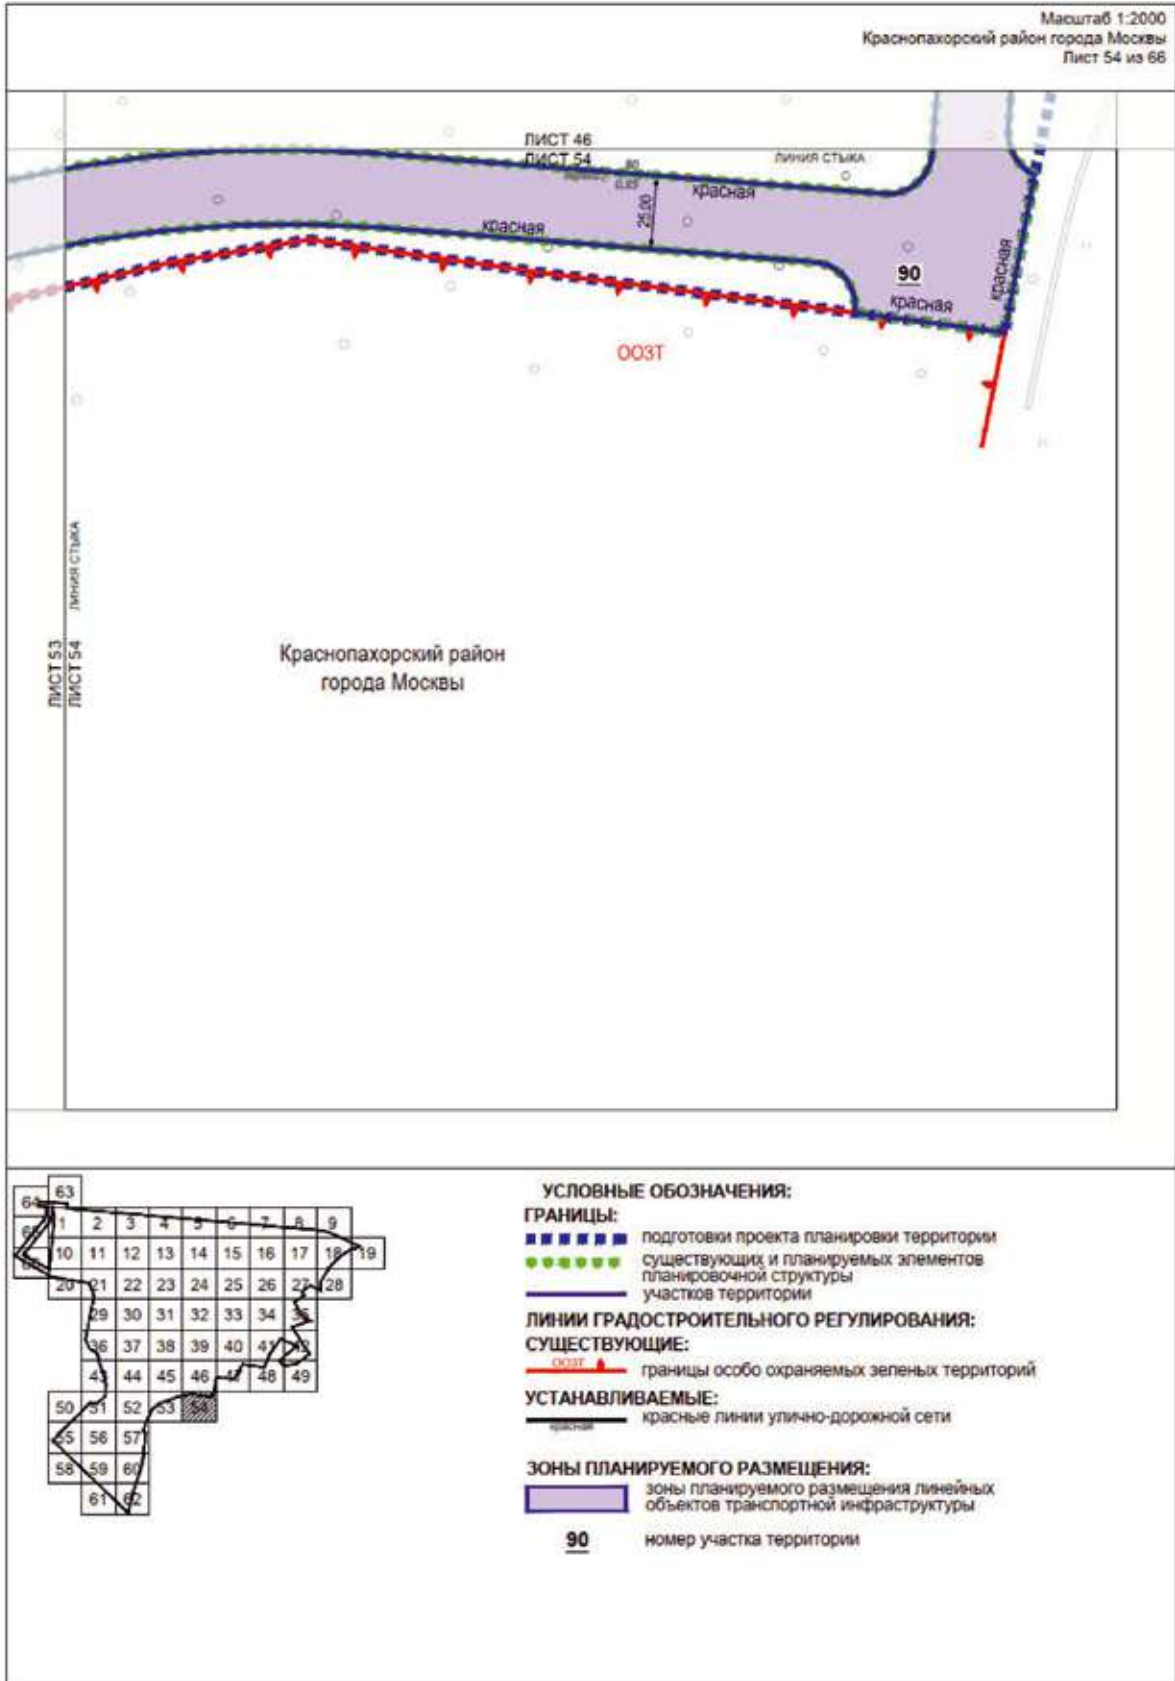 Масштаб 1:2000
Краснопахорский район города Москвы
Лист 54 из 66
ЛИСТ 46
ЛИСТ 54
ЛИНИЯ СТЫКА
80
0,65
красная
25,00
красная
красная
90
красная
ООЗТ
ЛИНИЯ СТЫКА
ЛИСТ 53
ЛИСТ 54
Краснопахорский район
города Москвы
64 63
1 2 3 4 5 6 7 8 9
10 11 12 13 14 15 16 17 18 19
20 21 22 23 24 25 26 27 28
29 30 31 32 33 34 35
36 37 38 39 40 41 42
43 44 45 46 47 48 49
50 51 52 53 54
55 56 57
58 59 60
61 62
УСЛОВНЫЕ ОБОЗНАЧЕНИЯ:
ГРАНИЦЫ:
подготовки проекта планировки территории
существующих и планируемых элементов
планировочной структуры
участков территории
ЛИНИИ ГРАДОСТРОИТЕЛЬНОГО РЕГУЛИРОВАНИЯ:
СУЩЕСТВУЮЩИЕ:
ООЗТ
границы особо охраняемых зеленых территорий
УСТАНАВЛИВАЕМЫЕ:
красные линии улично-дорожной сети
красная
ЗОНЫ ПЛАНИРУЕМОГО РАЗМЕЩЕНИЯ:
зоны планируемого размещения линейных
объектов транспортной инфраструктуры
90 номер участка территории